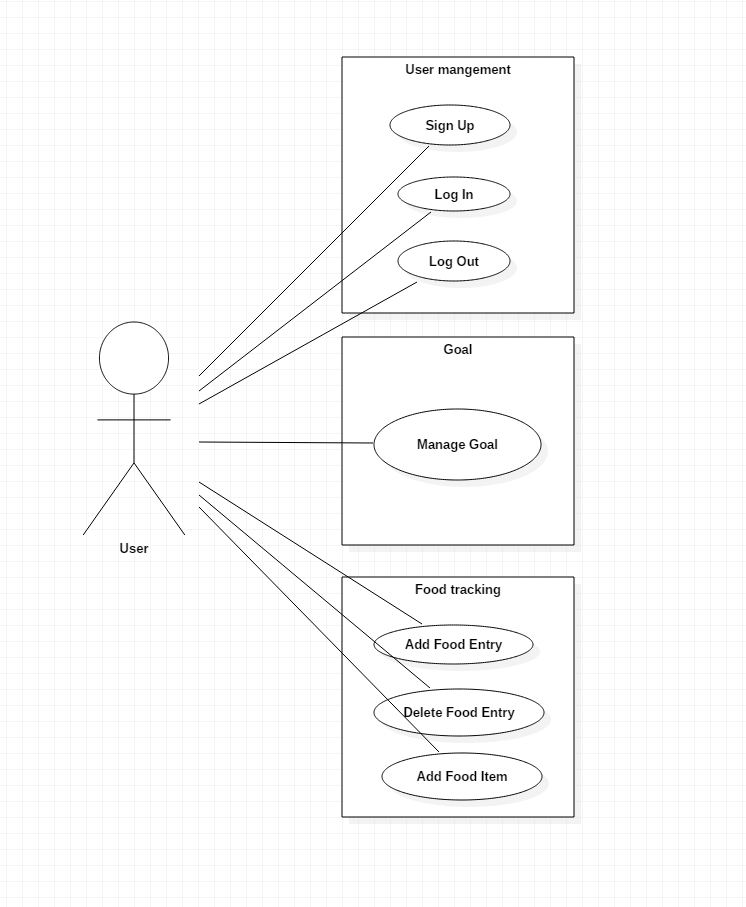 User mangement
Sign Up
Log In
Log Out
Goal
Manage Goal
User
Food tracking
Add Food Entry
Delete Food Entry
Add Food Item